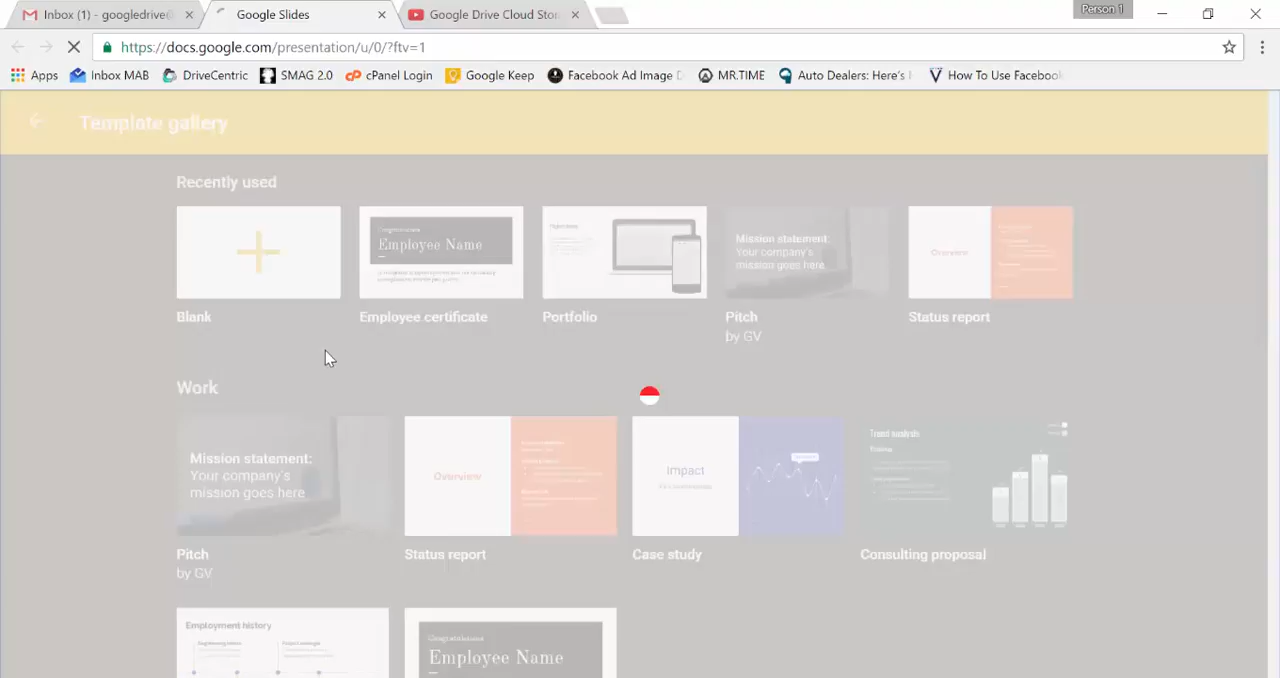 Inbox (1) - googledrive@
Google Slides
Google Drive Cloud Stor
Person 1
https://docs.google.com/presentation/u/0/?ftv=1
Apps
Inbox MAB
DriveCentric
SMAG 2.0
cPanel Login
Google Keep
Facebook Ad Image
MR.TIME
Auto Dealers: Here's
How To Use Facebook
Template gallery
Recently used
Congratulations
Employee Name
Mission statement:
Your company's
mission goes here
Overview
Blank
Employee certificate
Portfolio
Pitch
by GV
Status report
Work
Mission statement:
Your company's
mission goes here
Overview
Impact
Trend analysis
Pitch
by GV
Status report
Case study
Consulting proposal
Employment history
Congratulations
Employee Name